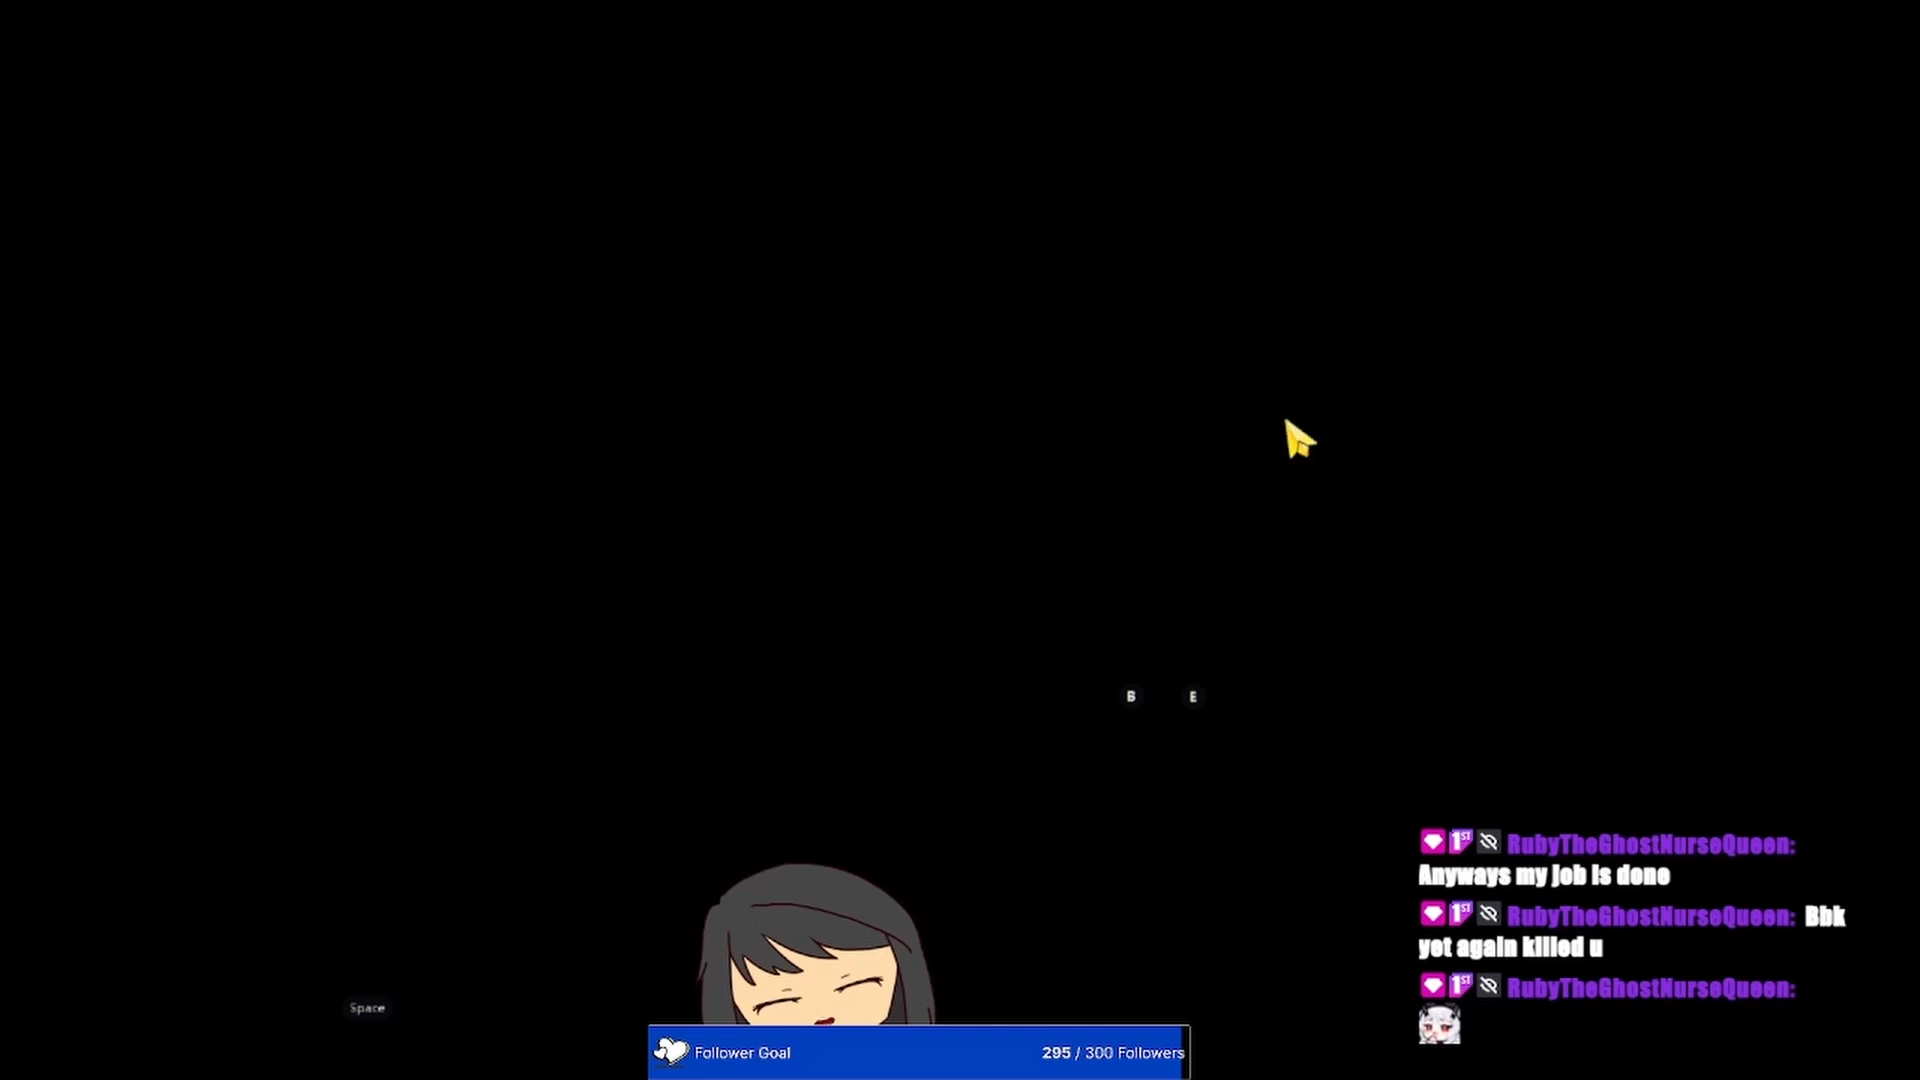 B E
RubyTheGhostNurseQueen:
Anyways my job is done
RubyTheGhostNurseQueen: Bbk
yet again killed u
RubyTheGhostNurseQueen:
Space
Follower Goal 295 / 300 Followers